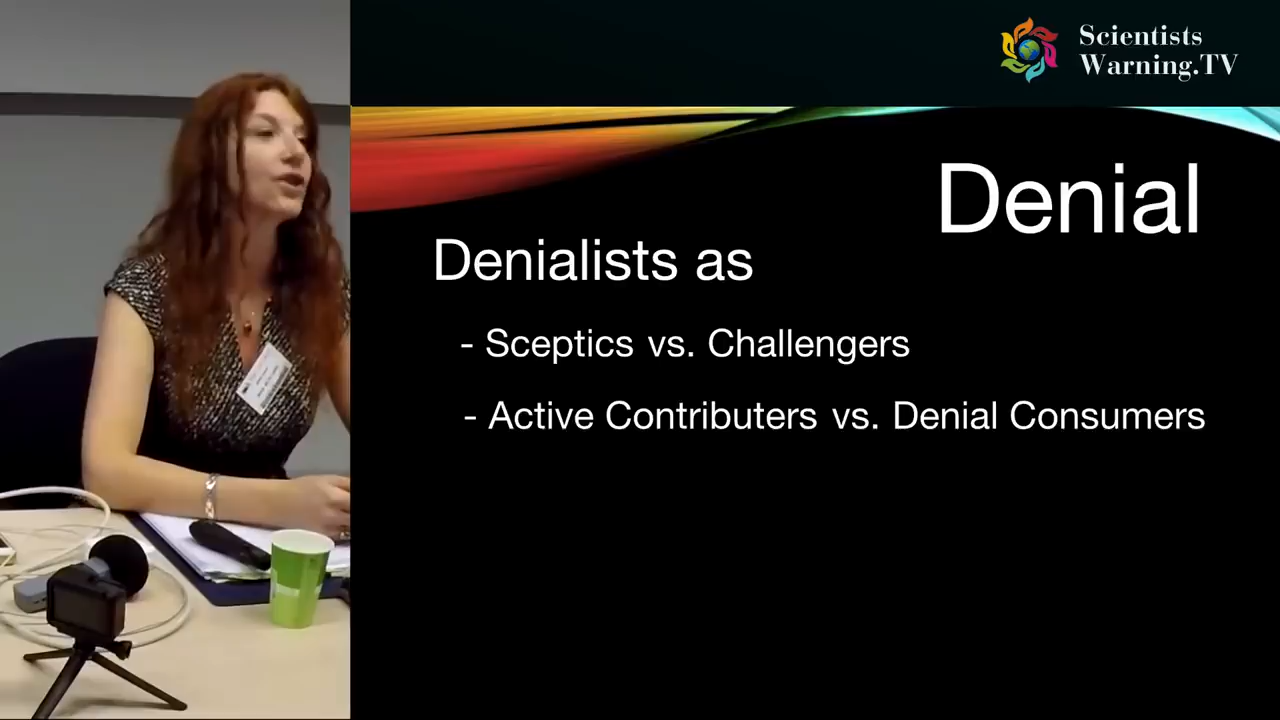 Scientists
Warning.TV
Denial
Denialists as
- Sceptics vs. Challengers
- Active Contributers vs. Denial Consumers